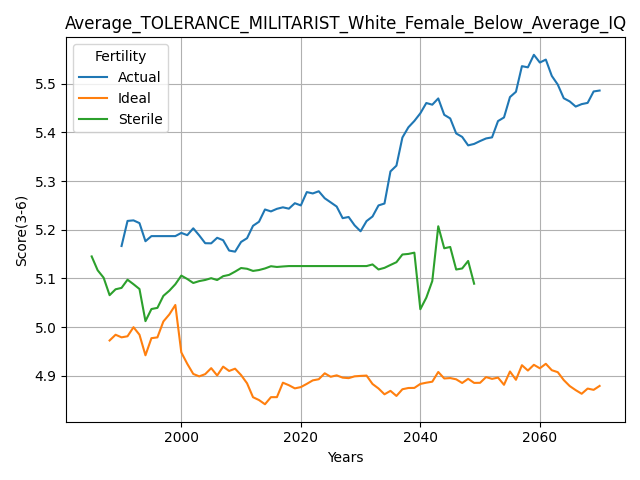 Average_TOLERANCE_MILITARIST_White_Female_Below_Average_IQ
Fertility
Actual
Ideal
Sterile
Score(3-6)
5.5
5.4
5.3
5.2
5.1
5.0
4.9
2000
2020
2040
2060
Years